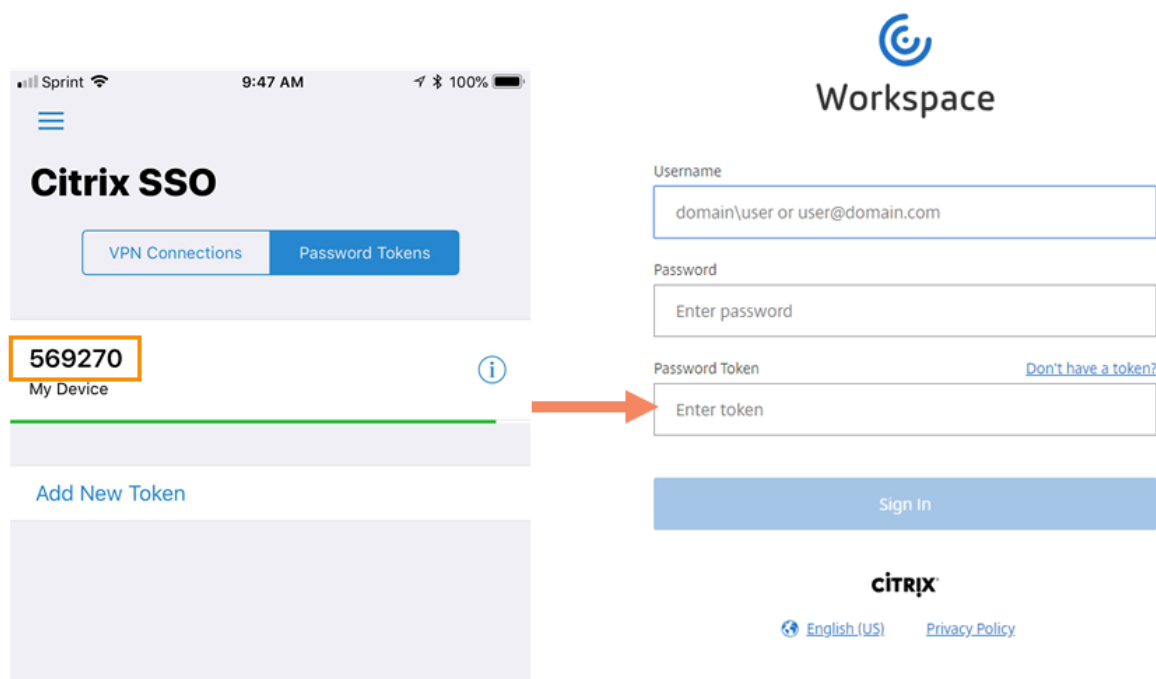 Sprint 9:47 AM 100%
Citrix SSO
VPN Connections Password Tokens
569270
My Device
Add New Token
Workspace
Username
domain\user or user@domain.com
Password
Enter password
Password Token Don't have a token?
Enter token
Sign In
CITRIX
English (US) Privacy Policy